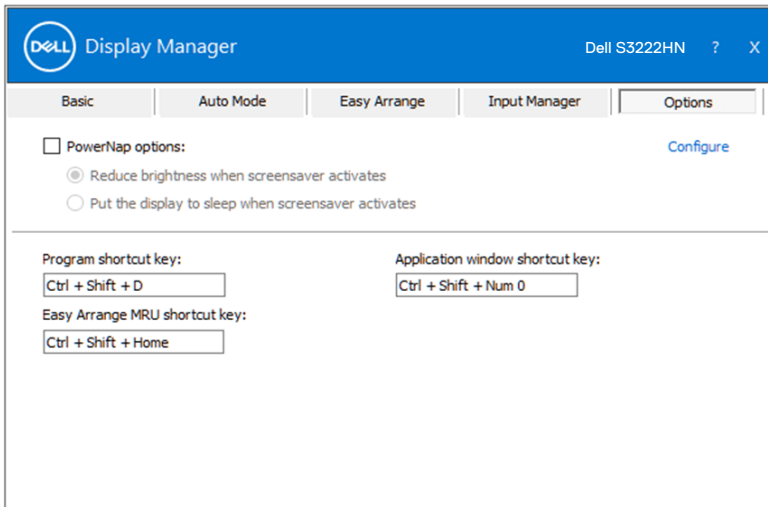 DELL Display Manager Dell S3222HN ? X
Basic Auto Mode Easy Arrange Input Manager Options
PowerNap options: Configure
Reduce brightness when screensaver activates
Put the display to sleep when screensaver activates
Program shortcut key: Application window shortcut key:
Ctrl + Shift + D Ctrl + Shift + Num 0
Easy Arrange MRU shortcut key:
Ctrl + Shift + Home